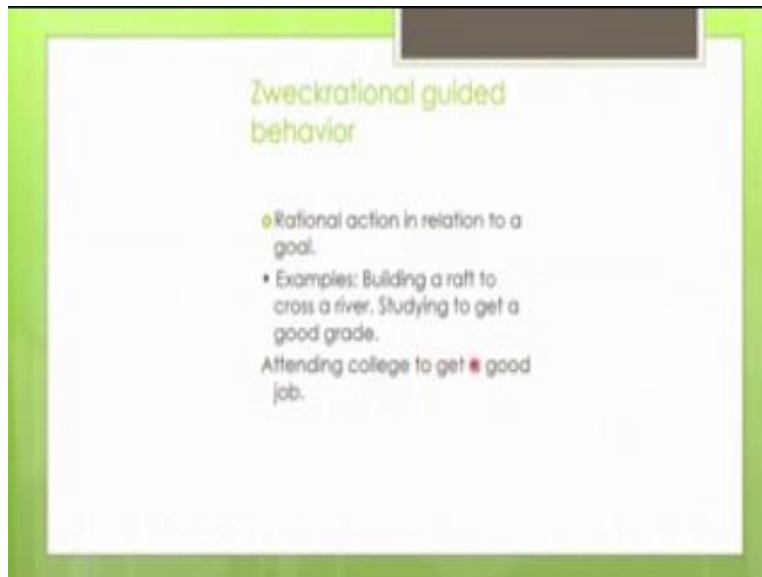 Zweckrational guided
behavior
Rational action in relation to a
goal.
• Examples: Building a raft to
cross a river. Studying to get a
good grade.
Attending college to get a good
job.